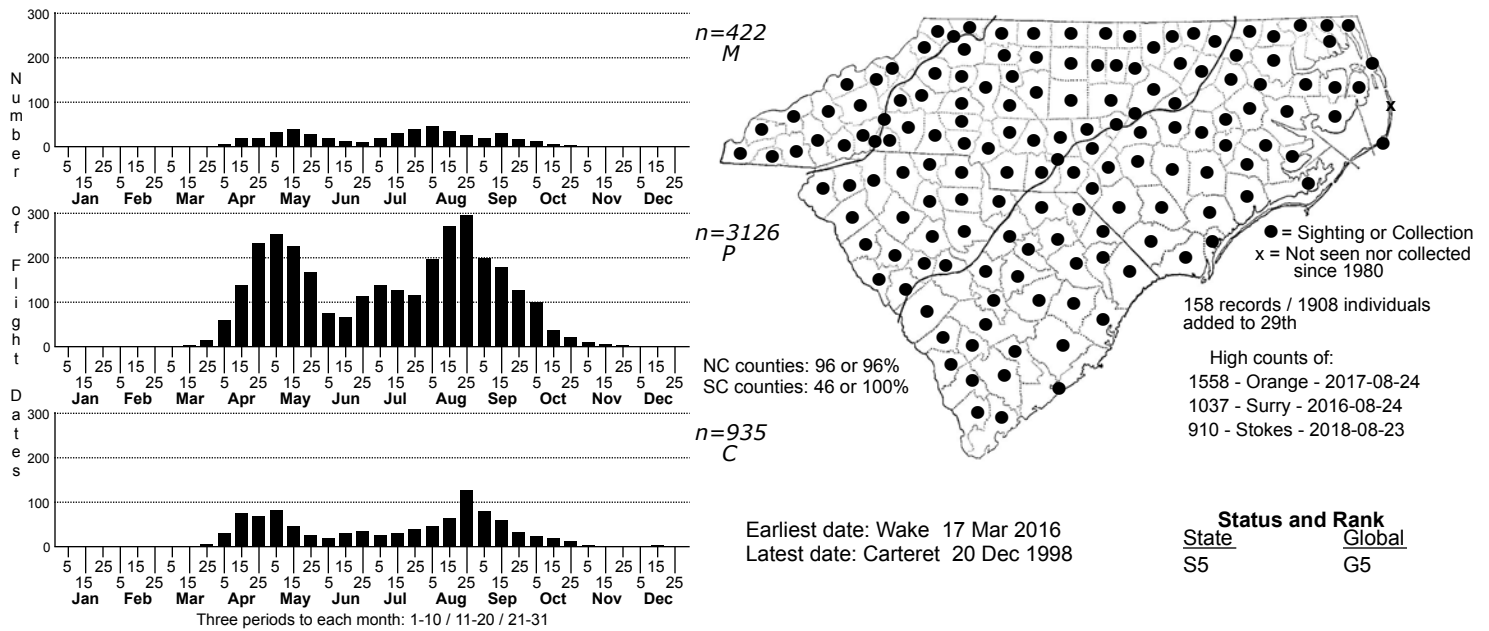 Number of Flight Dates
300
200
100
0
5 15 25 5 15 25 5 15 25 5 15 25 5 15 25 5 15 25 5 15 25 5 15 25 5 15 25 5 15 25 5 15 25 5 15 25
Jan Feb Mar Apr May Jun Jul Aug Sep Oct Nov Dec
n=422
M
300
200
100
0
5 15 25 5 15 25 5 15 25 5 15 25 5 15 25 5 15 25 5 15 25 5 15 25 5 15 25 5 15 25 5 15 25 5 15 25
Jan Feb Mar Apr May Jun Jul Aug Sep Oct Nov Dec
n=3126
P
300
200
100
0
5 15 25 5 15 25 5 15 25 5 15 25 5 15 25 5 15 25 5 15 25 5 15 25 5 15 25 5 15 25 5 15 25 5 15 25
Jan Feb Mar Apr May Jun Jul Aug Sep Oct Nov Dec
n=935
C
Three periods to each month: 1-10 / 11-20 / 21-31
x
= Sighting or Collection
x = Not seen nor collected
since 1980
158 records / 1908 individuals
added to 29th
NC counties: 96 or 96%
SC counties: 46 or 100%
High counts of:
1558 - Orange - 2017-08-24
1037 - Surry - 2016-08-24
910 - Stokes - 2018-08-23
Earliest date: Wake 17 Mar 2016
Latest date: Carteret 20 Dec 1998
Status and Rank
State Global
S5 G5